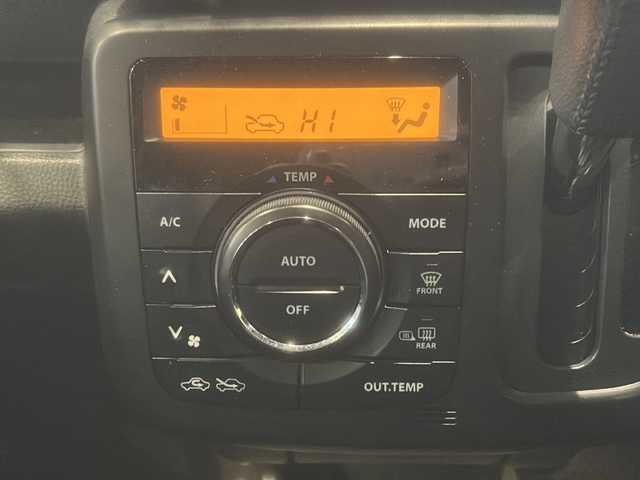 HI
TEMP
A/C
MODE
AUTO
OFF
FRONT
REAR
OUT.TEMP